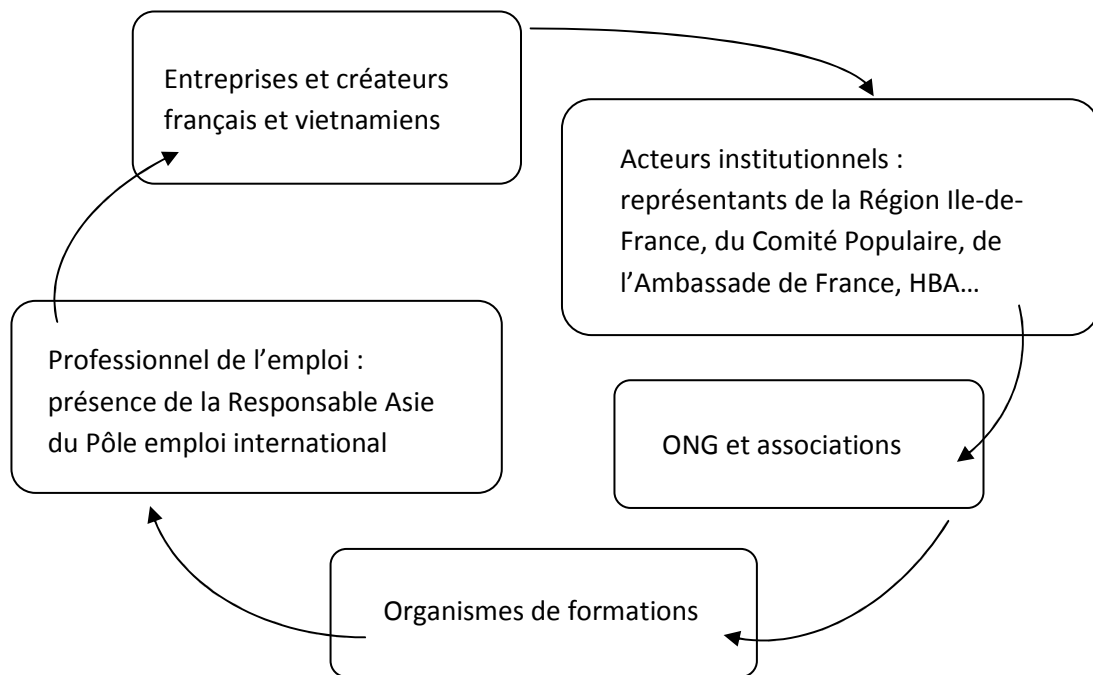 Entreprises et créateurs
français et vietnamiens
Acteurs institutionnels :
représentants de la Région Ile-de-
France, du Comité Populaire, de
l’Ambassade de France, HBA…
Professionnel de l’emploi :
présence de la Responsable Asie
du Pôle emploi international
ONG et associations
Organismes de formations